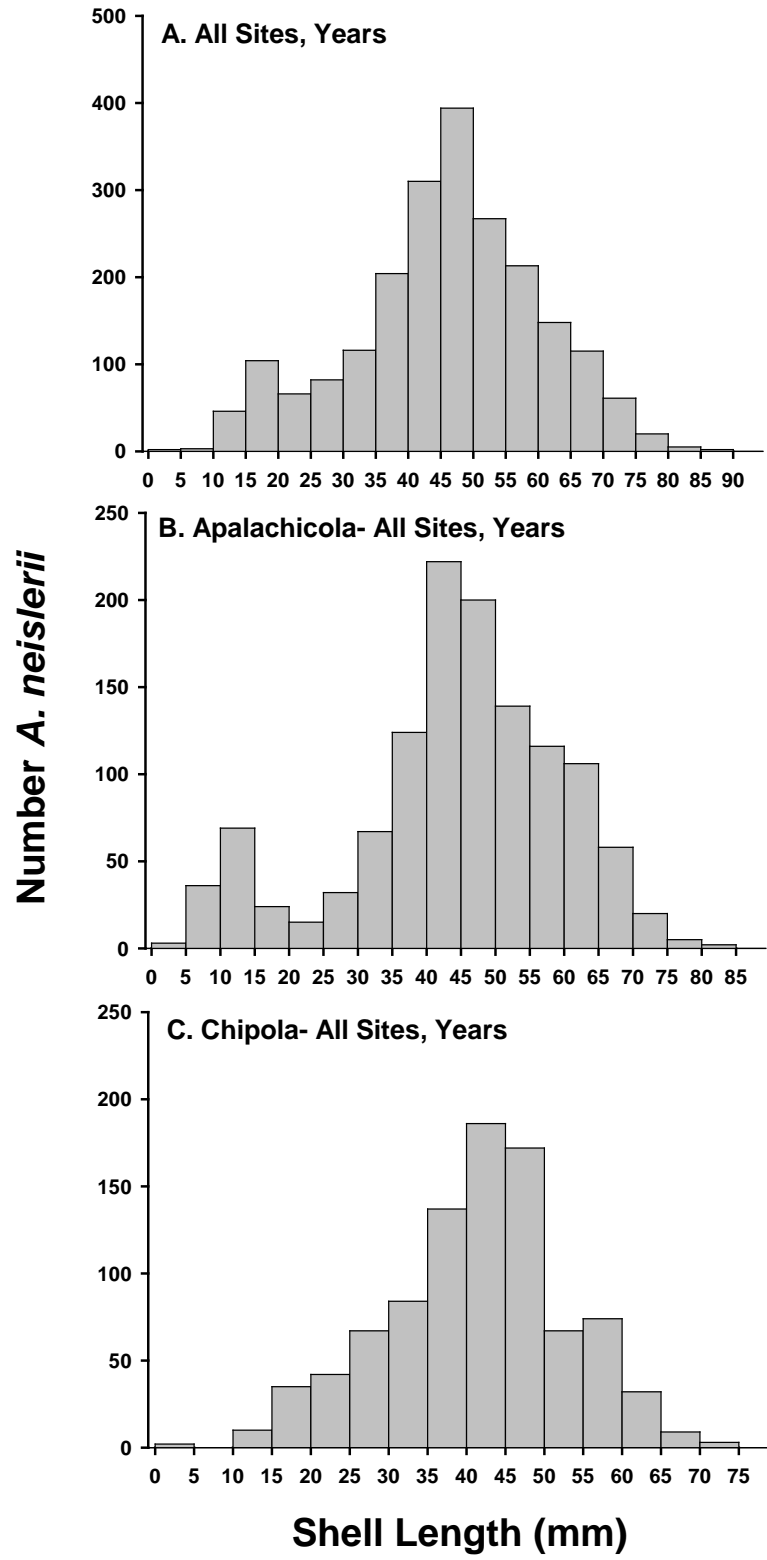 500
A. All Sites, Years
400
300
200
100
0
0 5 10 15 20 25 30 35 40 45 50 55 60 65 70 75 80 85 90
250
B. Apalachicola- All Sites, Years
200
150
100
50
0
0 5 10 15 20 25 30 35 40 45 50 55 60 65 70 75 80 85
Number A. neislerii
250
C. Chipola- All Sites, Years
200
150
100
50
0
0 5 10 15 20 25 30 35 40 45 50 55 60 65 70 75
Shell Length (mm)